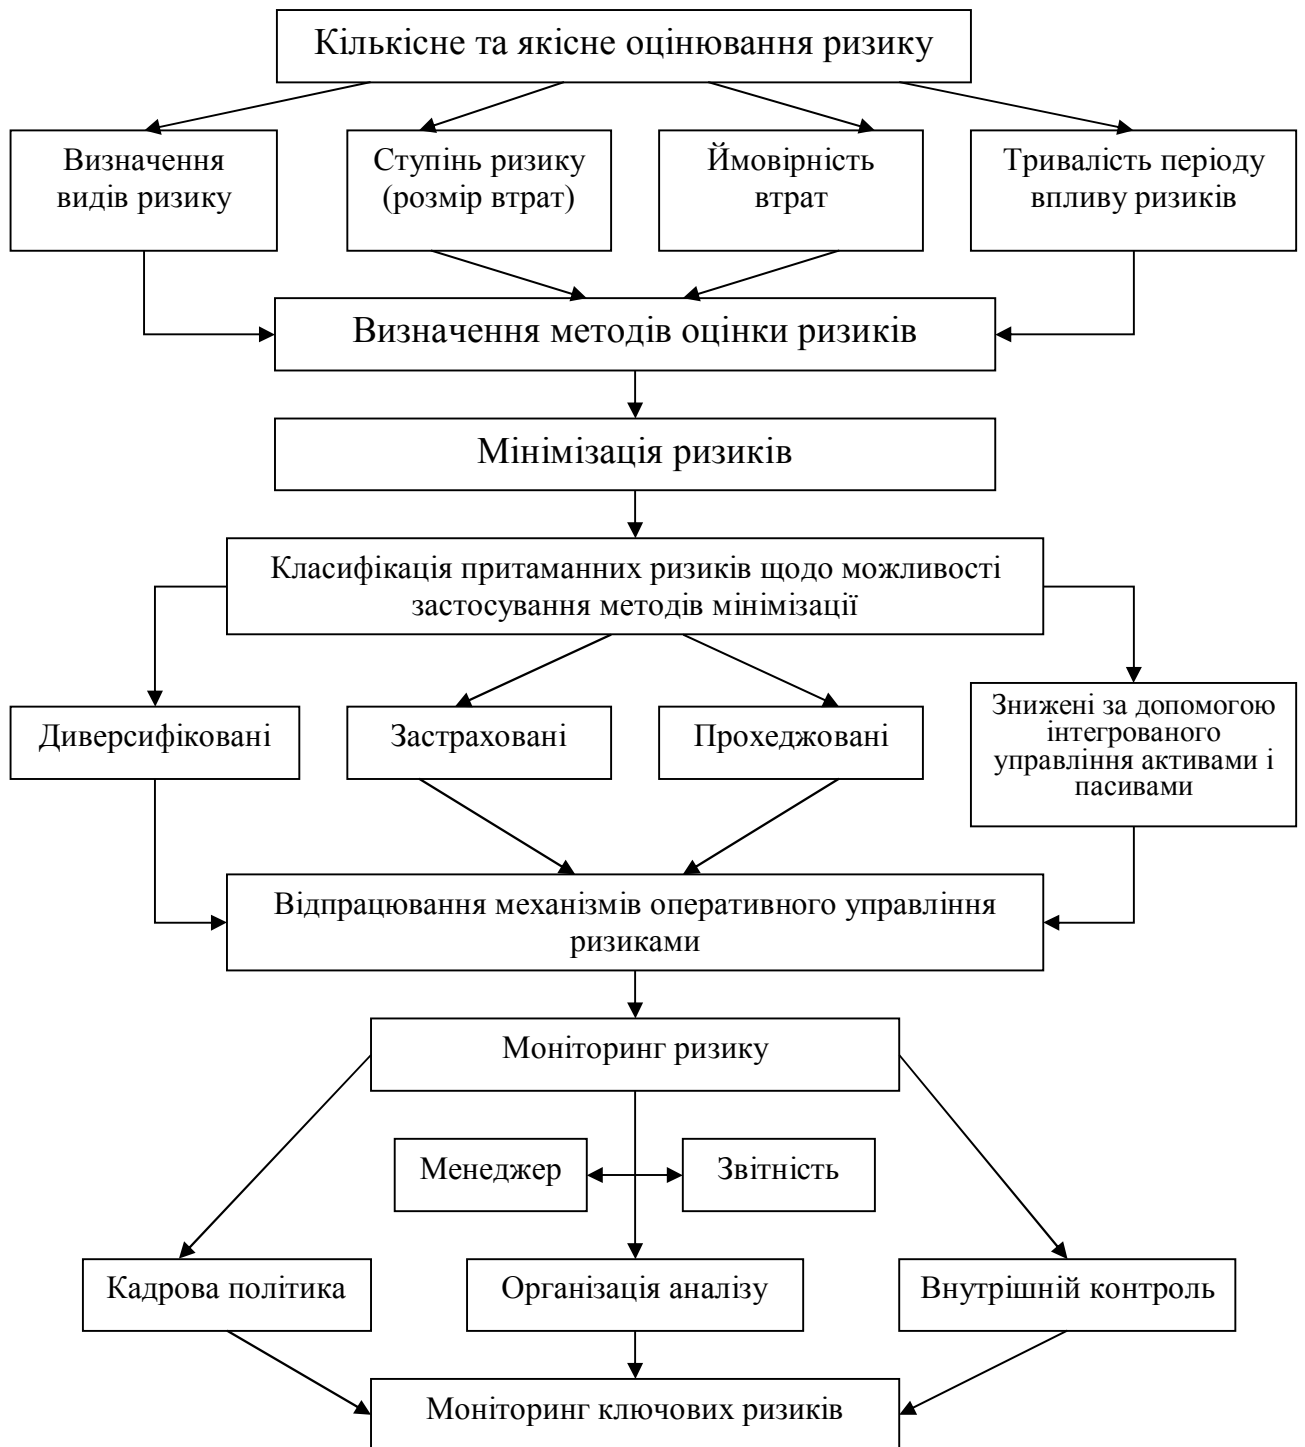 Кількісне та якісне оцінювання ризику
Визначення
видів ризику
Ступінь ризику
(розмір втрат)
Ймовірність
втрат
Тривалість періоду
впливу ризиків
Визначення методів оцінки ризиків
Мінімізація ризиків
Класифікація притаманних ризиків щодо можливості
застосування методів мінімізації
Диверсифіковані
Застраховані
Прохеджовані
Знижені за допомогою
інтегрованого
управління активами і
пасивами
Відпрацювання механізмів оперативного управління
ризиками
Моніторинг ризику
Менеджер
Звітність
Кадрова політика
Організація аналізу
Внутрішній контроль
Моніторинг ключових ризиків